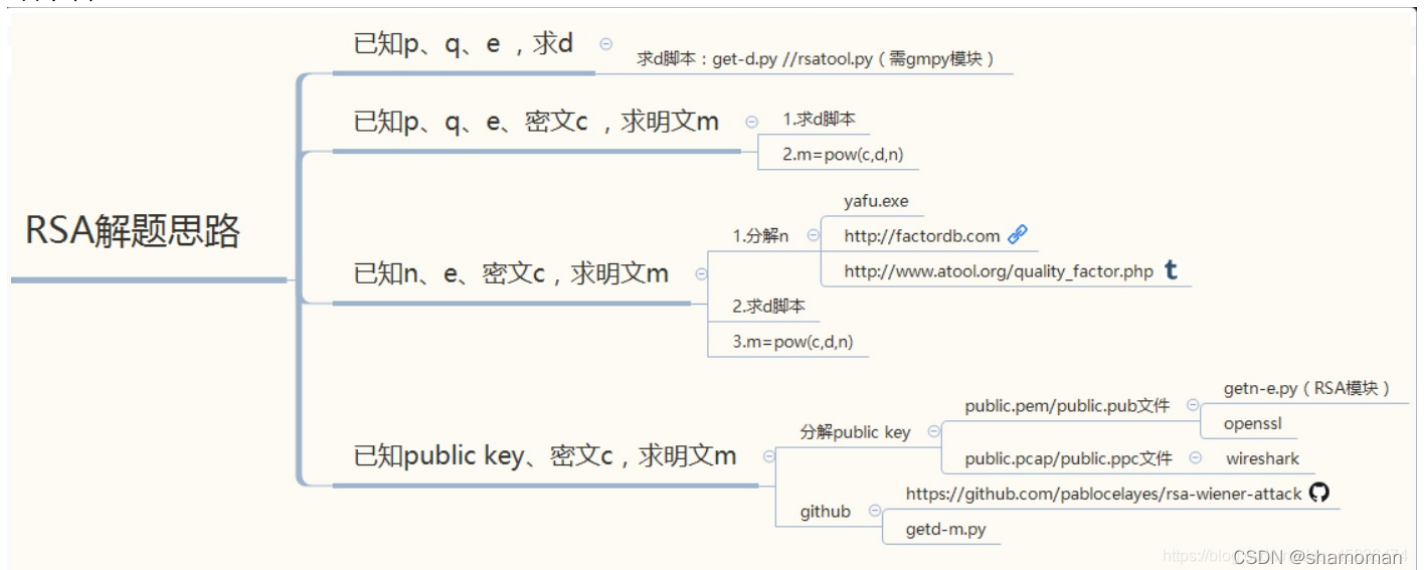 RSA解题思路
已知p、q、e ，求d
求d脚本：get-d.py //rsatool.py（需gmpy模块）
已知p、q、e、密文c ，求明文m
1.求d脚本
2.m=pow(c,d,n)
已知n、e、密文c，求明文m
1.分解n
yafu.exe
http://factordb.com
http://www.atool.org/quality_factor.php
2.求d脚本
3.m=pow(c,d,n)
已知public key、密文c，求明文m
分解public key
public.pem/public.pub文件
getn-e.py（RSA模块）
openssl
public.pcap/public.ppc文件
wireshark
github
https://github.com/pablocelayes/rsa-wiener-attack
getd-m.py
CSDN @shamornan